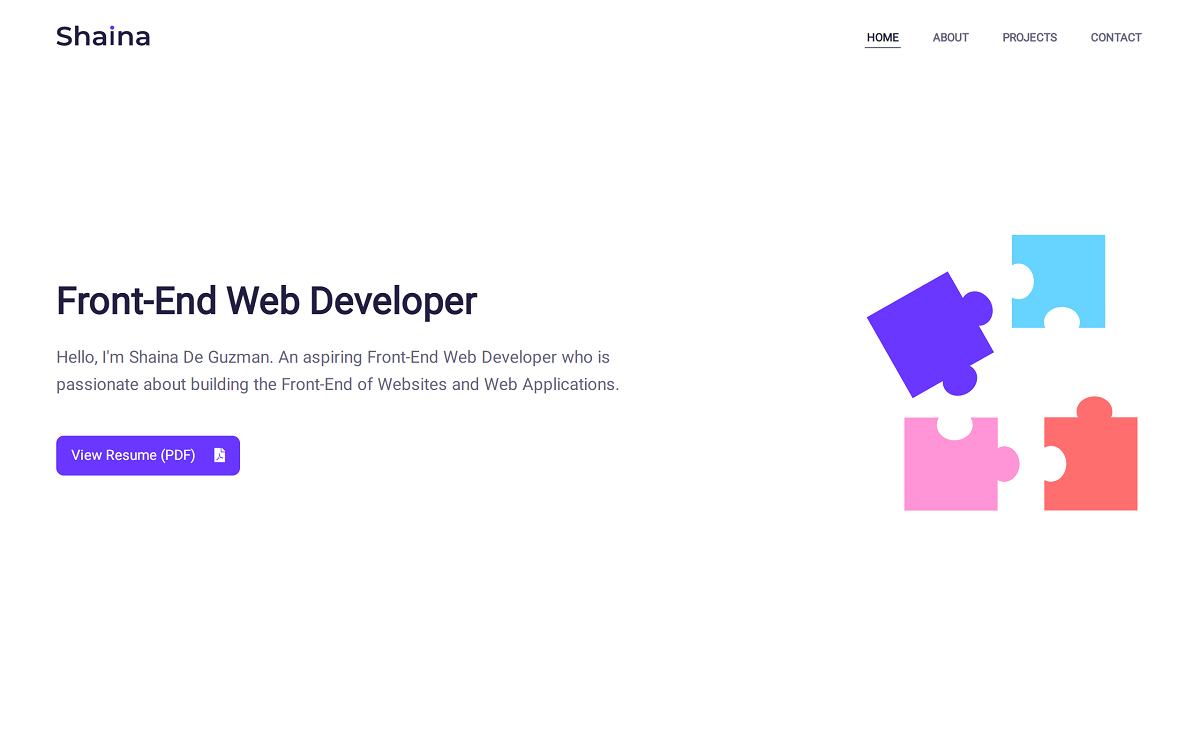 Shaina
HOME
ABOUT
PROJECTS
CONTACT
Front-End Web Developer
Hello, I'm Shaina De Guzman. An aspiring Front-End Web Developer who is
passionate about building the Front-End of Websites and Web Applications.
View Resume (PDF)